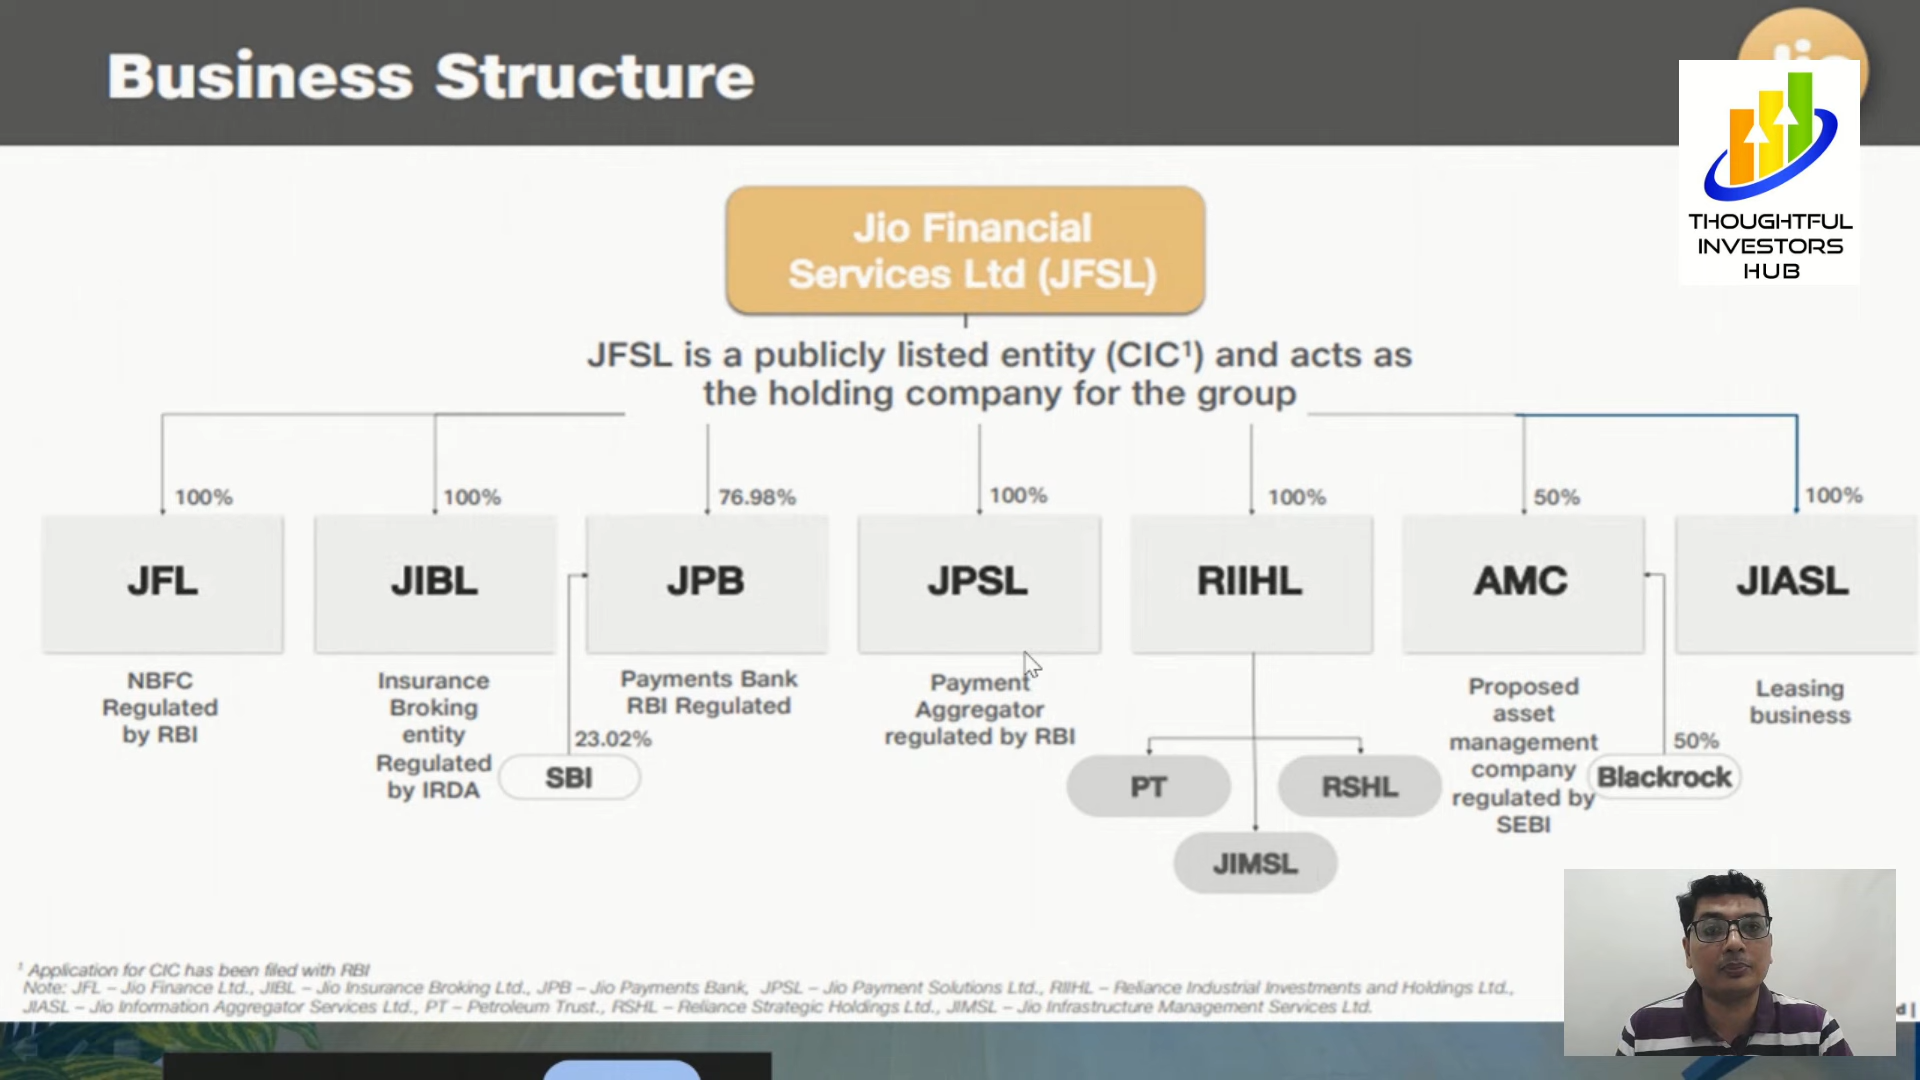 Business Structure
THOUGHTFUL
INVESTORS
HUB
Jio Financial
Services Ltd (JFSL)
JFSL is a publicly listed entity (CIC¹) and acts as
the holding company for the group
100%
100%
76.98%
100%
100%
50%
100%
JFL
JIBL
JPB
JPSL
RIIHL
AMC
JIASL
NBFC
Regulated
by RBI
Insurance
Broking
entity
Regulated
by IRDA
23.02%
SBI
Payments Bank
RBI Regulated
Payment
Aggregator
regulated by RBI
PT
RSHL
JIMSL
Proposed
asset
management
company
regulated by
SEBI
50%
Blackrock
Leasing
business
¹ Application for CIC has been filed with RBI
Note: JFL – Jio Finance Ltd., JIBL – Jio Insurance Broking Ltd., JPB – Jio Payments Bank, JPSL – Jio Payment Solutions Ltd., RIIHL – Reliance Industrial Investments and Holdings Ltd.,
JIASL – Jio Information Aggregator Services Ltd., PT – Petroleum Trust., RSHL – Reliance Strategic Holdings Ltd., JIMSL – Jio Infrastructure Management Services Ltd.